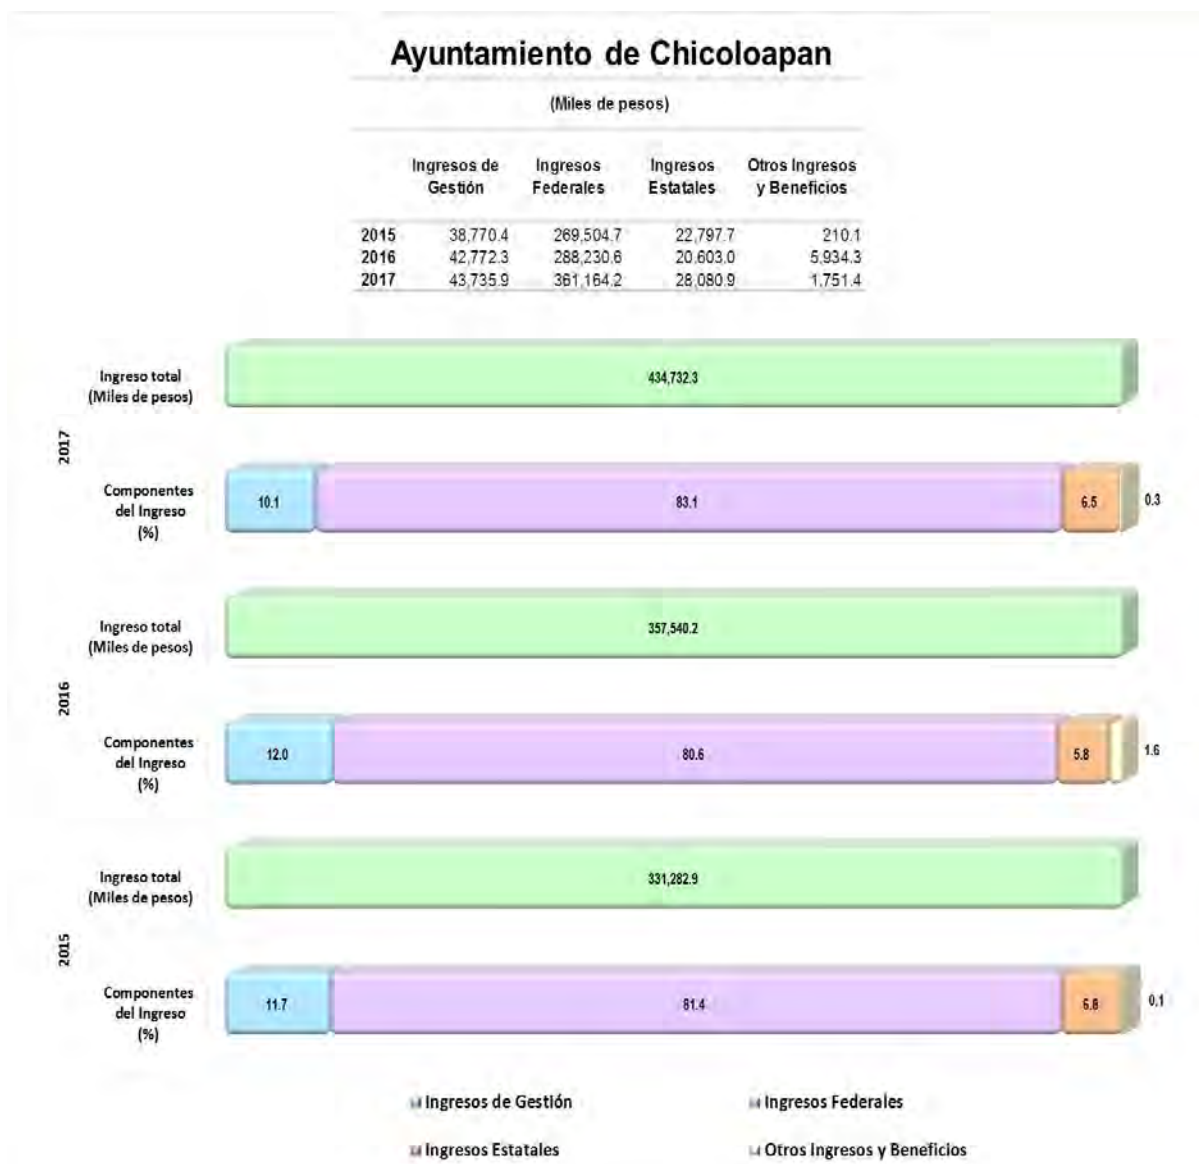 Ayuntamiento de Chicoloapan
(Miles de pesos)
Ingresos de Gestión Ingresos Federales Ingresos Estatales Otros Ingresos y Beneficios
2015 38,770.4 269,504.7 22,797.7 210.1
2016 42,772.3 288,230.6 20,603.0 5,934.3
2017 43,735.9 361,164.2 28,080.9 1,751.4
2017
Ingreso total
(Miles de pesos)
434,732.3
Componentes
del Ingreso
(%)
10.1 83.1 6.5 0.3
2016
Ingreso total
(Miles de pesos)
357,540.2
Componentes
del Ingreso
(%)
12.0 80.6 5.8 1.6
2015
Ingreso total
(Miles de pesos)
331,282.9
Componentes
del Ingreso
(%)
11.7 81.4 6.8 0.1
Ingresos de Gestión Ingresos Federales
Ingresos Estatales Otros Ingresos y Beneficios